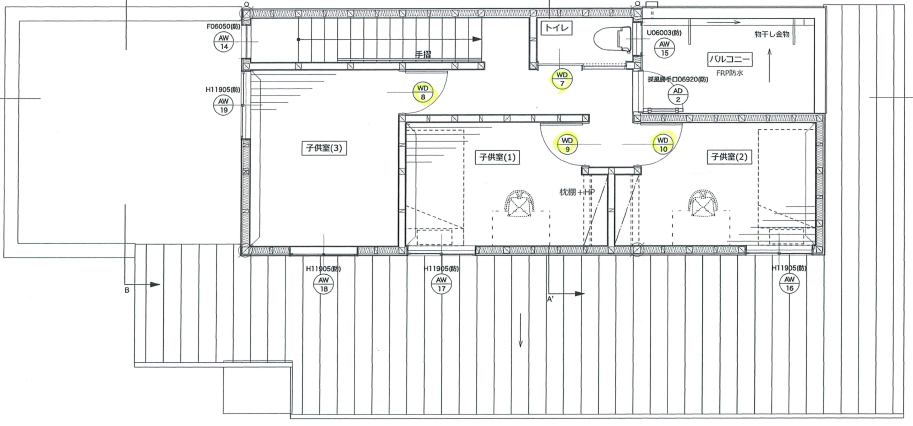 F06050(防)
AW
14
手摺
トイレ
U06003(防)
AW
15
物干し金物
バルコニー
FRP防水
採風勝手口06920(防)
AD
2
H11905(防)
AW
19
WD
8
WD
7
子供室(3)
子供室(1)
WD
9
WD
10
子供室(2)
枕棚+HP
H11905(防)
AW
18
H11905(防)
AW
17
H11905(防)
AW
16
B
A'